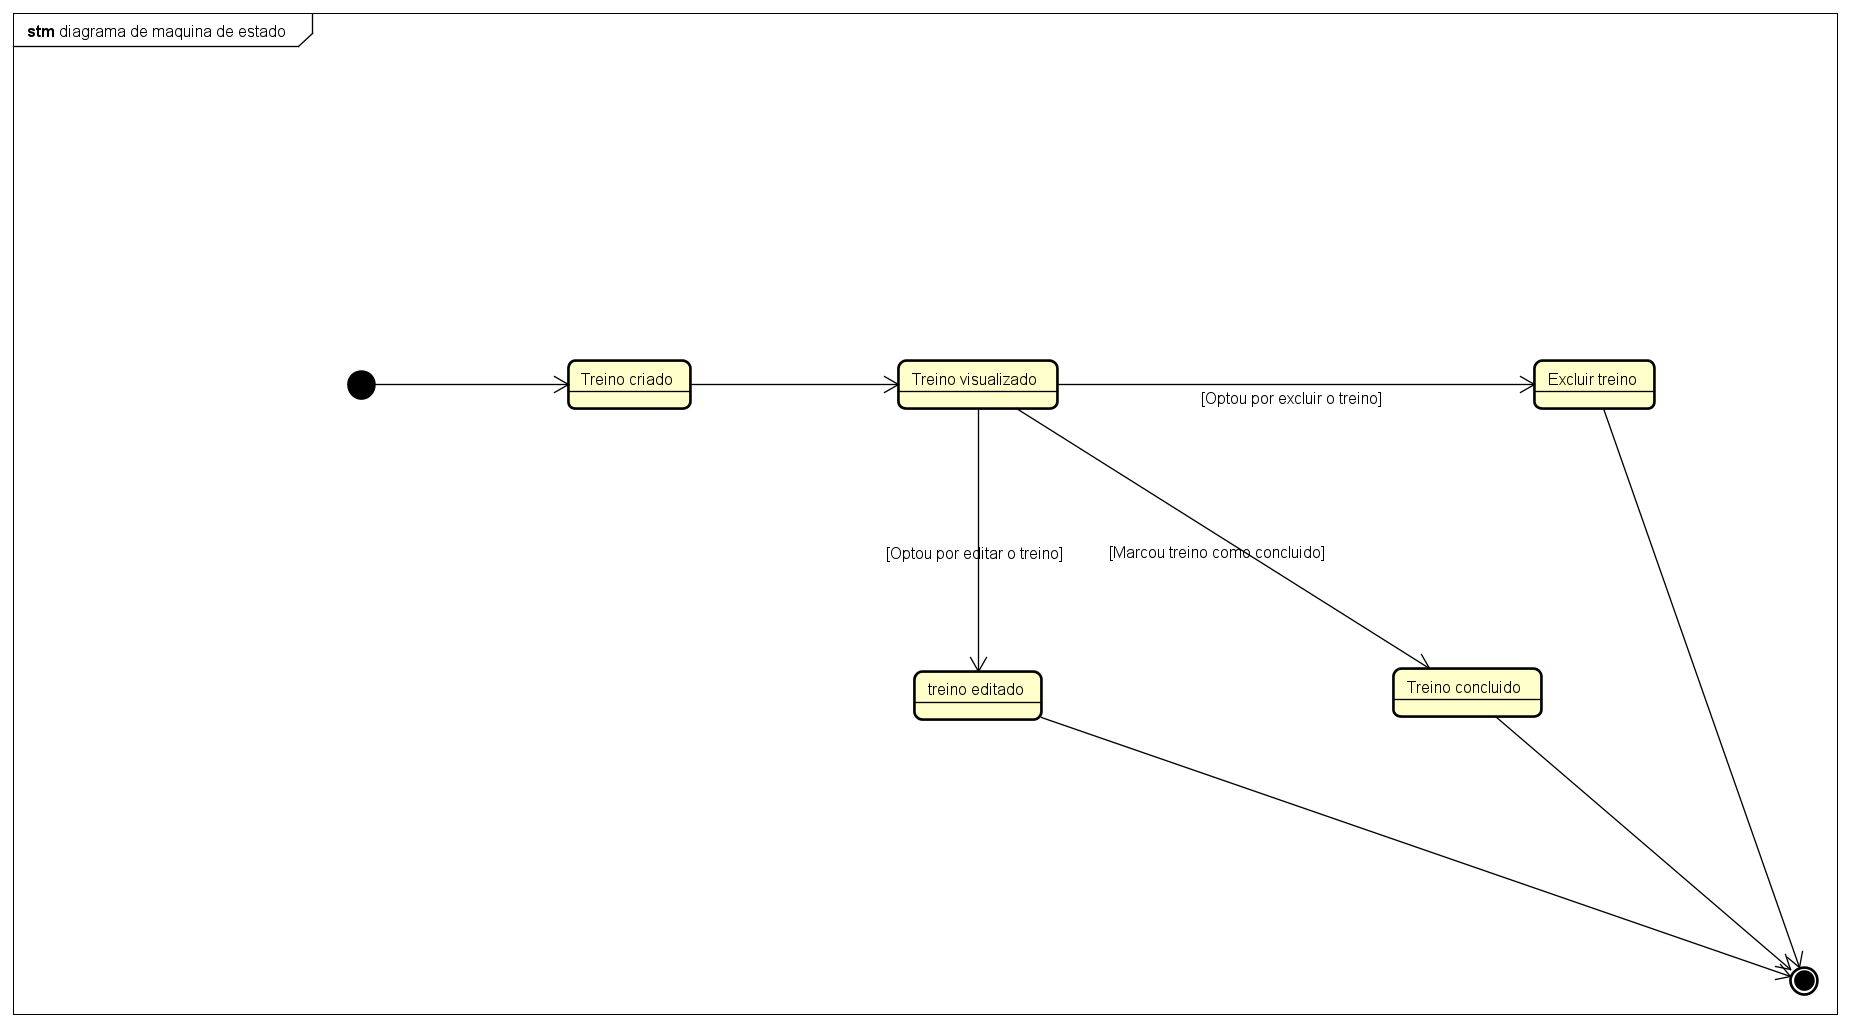 stm diagrama de maquina de estado
Treino criado
Treino visualizado
Excluir treino
[Optou por excluir o treino]
[Optou por editar o treino]
[Marcou treino como concluido]
treino editado
Treino concluido